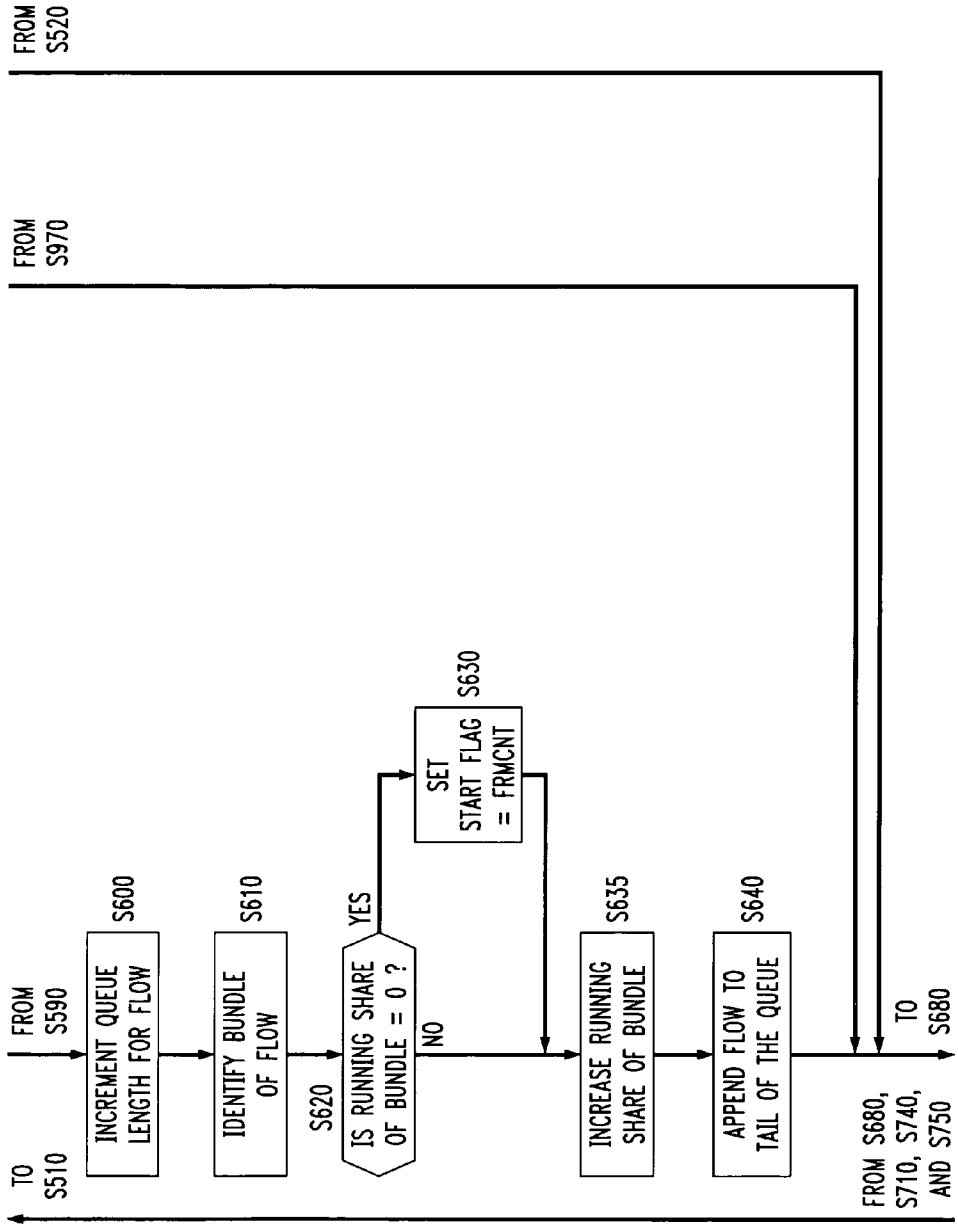 TO
S510
FROM
S590
FROM
S970
FROM
S520
INCREMENT QUEUE
LENGTH FOR FLOW
S600
IDENTIFY BUNDLE
OF FLOW
S610
S620
IS RUNNING SHARE
OF BUNDLE = 0 ?
YES
NO
SET
START FLAG
= FRMCNT
S630
INCREASE RUNNING
SHARE OF BUNDLE
S635
APPEND FLOW TO
TAIL OF THE QUEUE
S640
FROM S680,
S710, S740,
AND S750
TO
S680